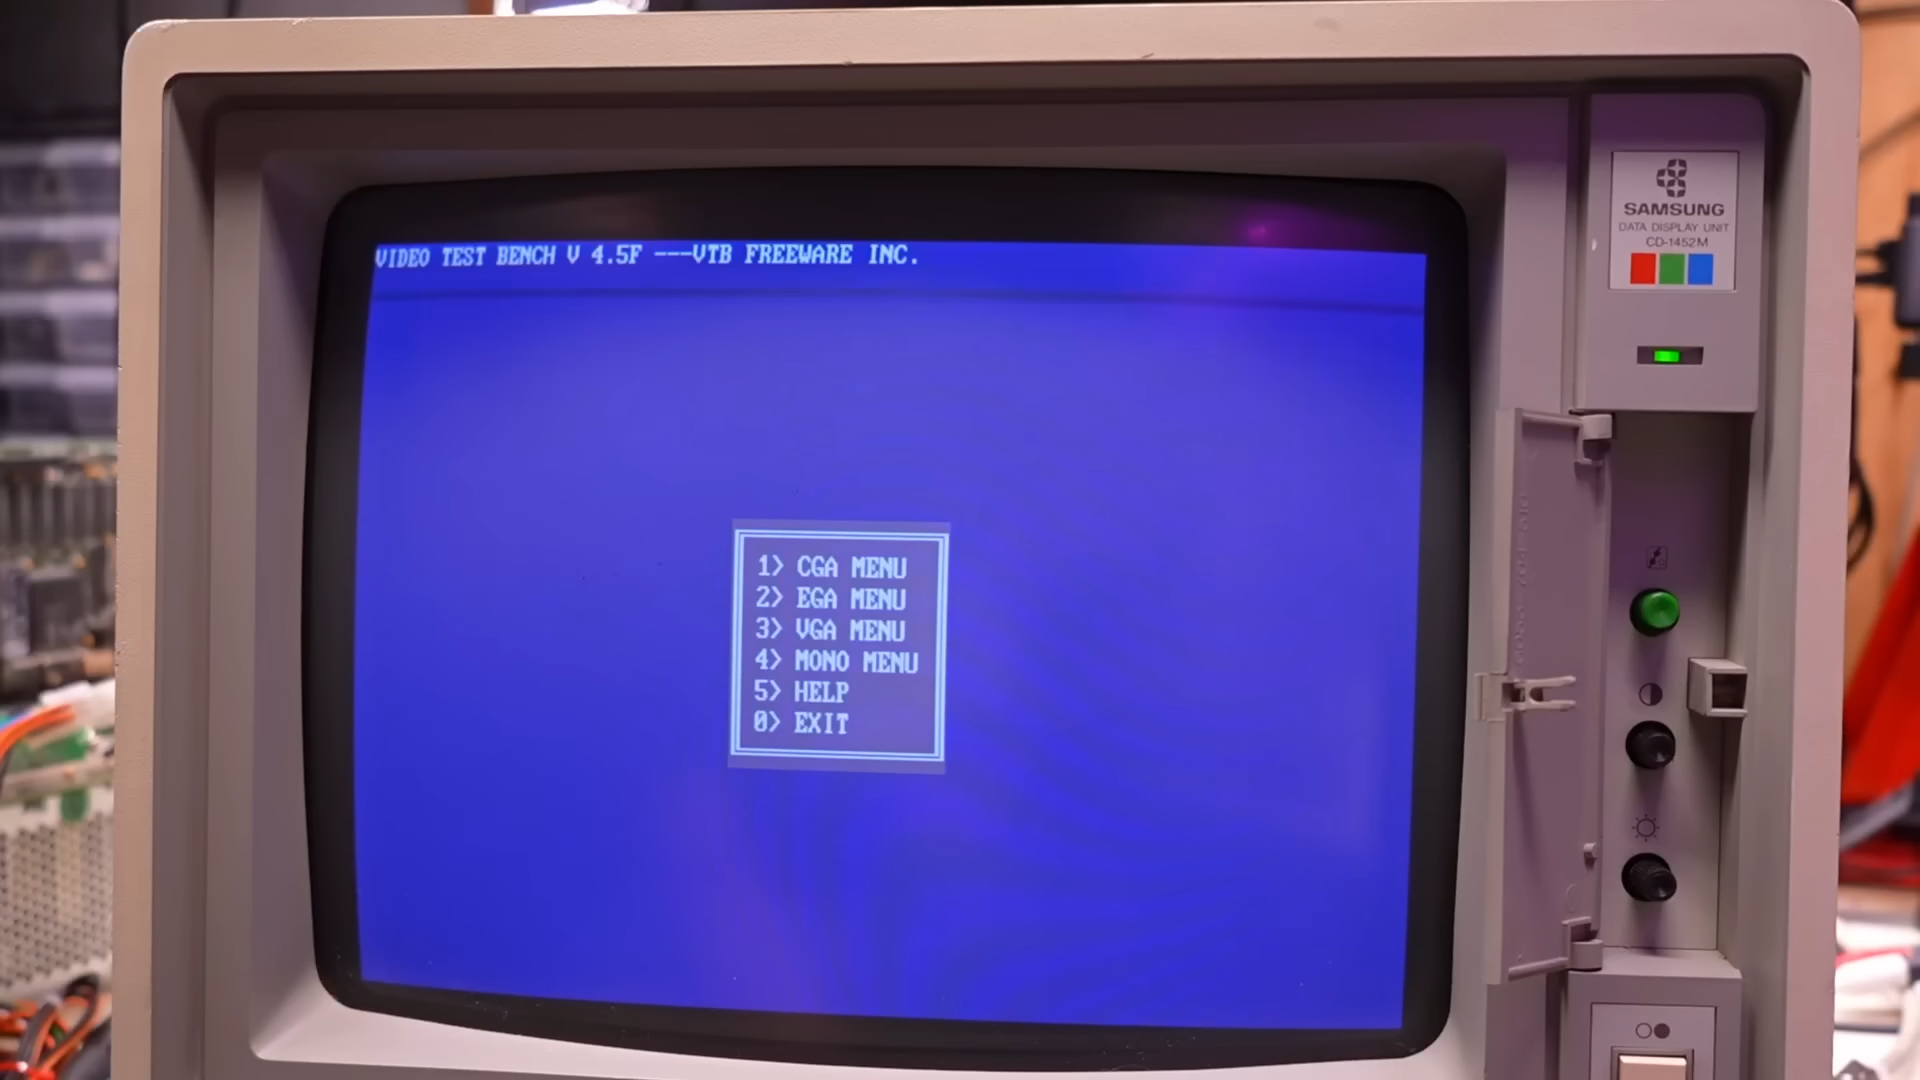 VIDEO TEST BENCH V 4.5F ---VTB FREEWARE INC.
1> CGA MENU
2> EGA MENU
3> VGA MENU
4> MONO MENU
5> HELP
0> EXIT
SAMSUNG
DATA DISPLAY UNIT
CD-1452M